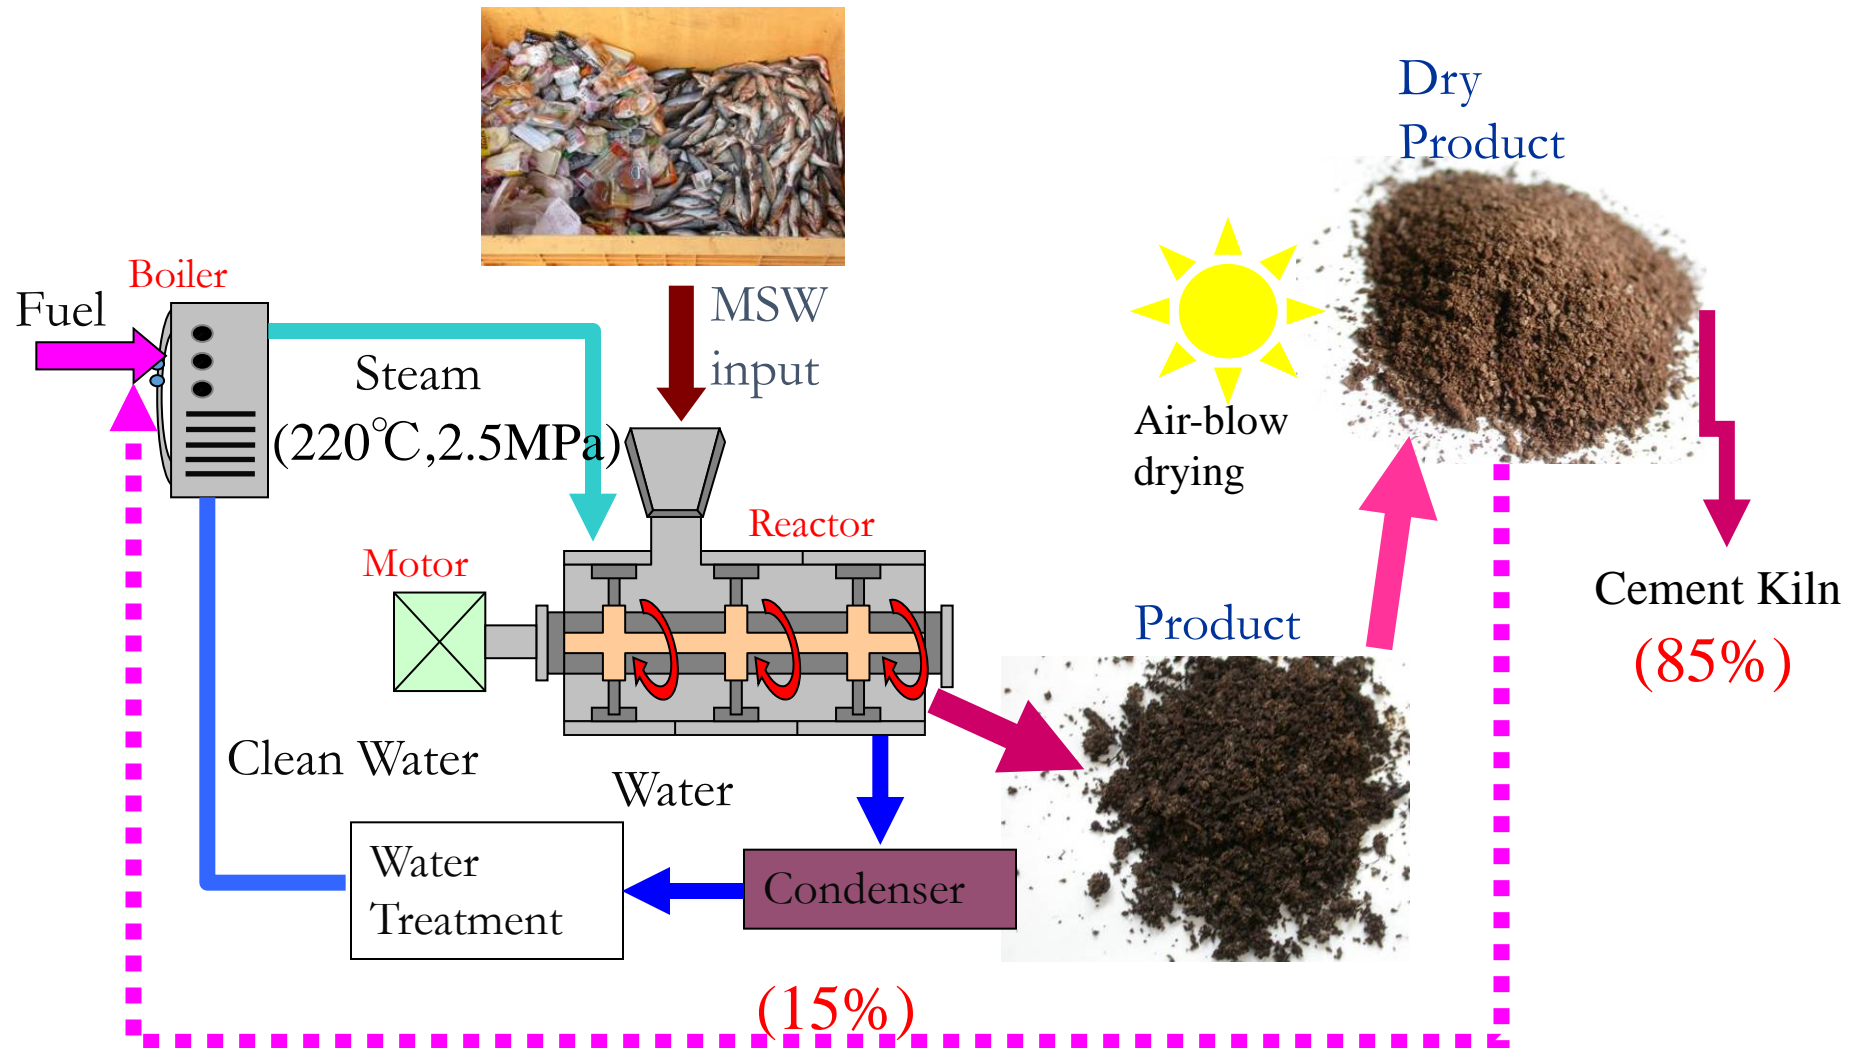 Dry
Product
Boiler
Fuel
MSW
input
Steam
(220℃,2.5MPa)
Air-blow
drying
Reactor
Motor
Cement Kiln
(85%)
Product
Clean Water
Water
Water
Treatment
Condenser
(15%)